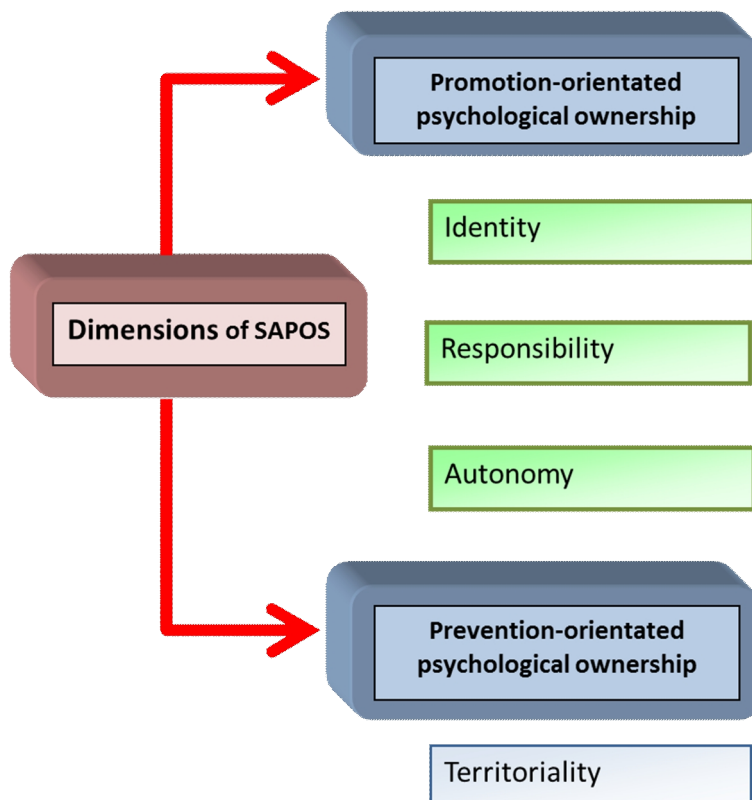 Promotion-orientated
psychological ownership
Identity
Dimensions of SAPOS
Responsibility
Autonomy
Prevention-orientated
psychological ownership
Territoriality